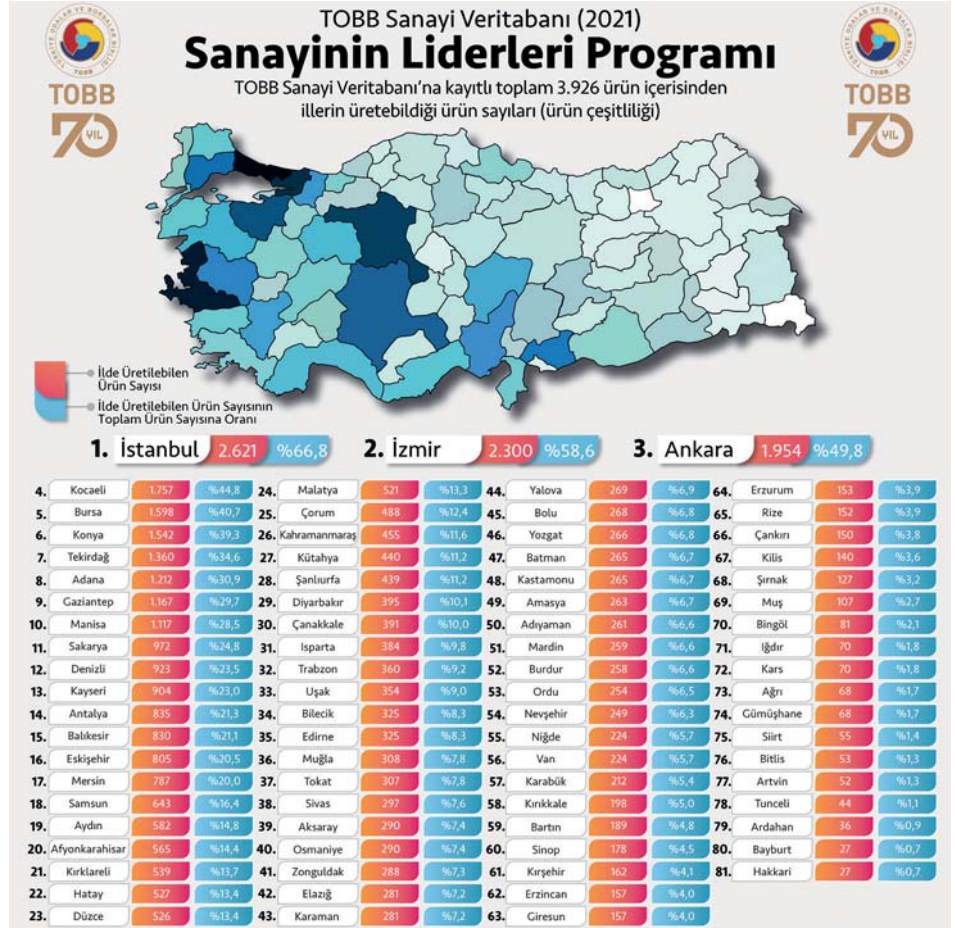 TOBB Sanayi Veritabanı (2021)
Sanayinin Liderleri Programı
TOBB Sanayi Veritabanı'na kayıtlı toplam 3.926 ürün içerisinden
illerin üretebildiği ürün sayıları (ürün çeşitliliği)
TOBB
70 YIL
TOBB
70 YIL
İlde Üretilebilen
Ürün Sayısı
İlde Üretilebilen Ürün Sayısının
Toplam Ürün Sayısına Oranı
1. İstanbul 2.621 %66,8 2. İzmir 2.300 %58,6 3. Ankara 1.954 %49,8
4. Kocaeli 1.757 %44,8 24. Malatya 521 %13,3 44. Yalova 269 %6,9 64. Erzurum 153 %3,9
5. Bursa 1.598 %40,7 25. Çorum 488 %12,4 45. Bolu 268 %6,8 65. Rize 152 %3,9
6. Konya 1.542 %39,3 26. Kahramanmaraş 455 %11,6 46. Yozgat 266 %6,8 66. Çankırı 150 %3,8
7. Tekirdağ 1.360 %34,6 27. Kütahya 440 %11,2 47. Batman 265 %6,7 67. Kilis 140 %3,6
8. Adana 1.212 %30,9 28. Şanlıurfa 439 %11,2 48. Kastamonu 265 %6,7 68. Şırnak 127 %3,2
9. Gaziantep 1.167 %29,7 29. Diyarbakır 395 %10,1 49. Amasya 263 %6,7 69. Muş 107 %2,7
10. Manisa 1.117 %28,5 30. Çanakkale 391 %10,0 50. Adıyaman 261 %6,6 70. Bingöl 81 %2,1
11. Sakarya 972 %24,8 31. Isparta 384 %9,8 51. Mardin 259 %6,6 71. Iğdır 70 %1,8
12. Denizli 923 %23,5 32. Trabzon 360 %9,2 52. Burdur 258 %6,6 72. Kars 70 %1,8
13. Kayseri 904 %23,0 33. Uşak 354 %9,0 53. Ordu 254 %6,5 73. Ağrı 68 %1,7
14. Antalya 835 %21,3 34. Bilecik 325 %8,3 54. Nevşehir 249 %6,3 74. Gümüşhane 68 %1,7
15. Balıkesir 830 %21,1 35. Edirne 325 %8,3 55. Niğde 224 %5,7 75. Siirt 55 %1,4
16. Eskişehir 805 %20,5 36. Muğla 308 %7,8 56. Van 224 %5,7 76. Bitlis 53 %1,3
17. Mersin 787 %20,0 37. Tokat 307 %7,8 57. Karabük 212 %5,4 77. Artvin 52 %1,3
18. Samsun 643 %16,4 38. Sivas 297 %7,6 58. Kırıkkale 198 %5,0 78. Tunceli 44 %1,1
19. Aydın 582 %14,8 39. Aksaray 290 %7,4 59. Bartın 189 %4,8 79. Ardahan 36 %0,9
20. Afyonkarahisar 565 %14,4 40. Osmaniye 290 %7,4 60. Sinop 178 %4,5 80. Bayburt 27 %0,7
21. Kırklareli 539 %13,7 41. Zonguldak 288 %7,3 61. Kırşehir 162 %4,1 81. Hakkari 27 %0,7
22. Hatay 527 %13,4 42. Elazığ 281 %7,2 62. Erzincan 157 %4,0
23. Düzce 526 %13,4 43. Karaman 281 %7,2 63. Giresun 157 %4,0